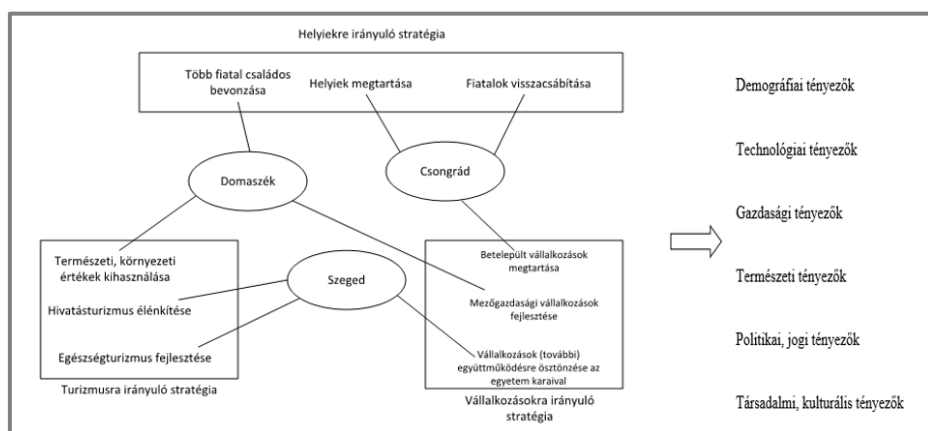 Helyiekre irányuló stratégia
Több fiatal családos
bevonzása
Helyiek megtartása
Fiatalok visszacsábítása
Domaszék
Csongrád
Természeti, környezeti
értékek kihasználása
Hivatásturizmus élénkítése
Egészségturizmus fejlesztése
Turizmusra irányuló stratégia
Szeged
Betelepült vállalkozások
megtartása
Mezőgazdasági vállalkozások
fejlesztése
Vállalkozások (további)
együttműködésre ösztönzése az
egyetem karaival
Vállalkozásokra irányuló
stratégia
Demográfiai tényezők
Technológiai tényezők
Gazdasági tényezők
Természeti tényezők
Politikai, jogi tényezők
Társadalmi, kulturális tényezők